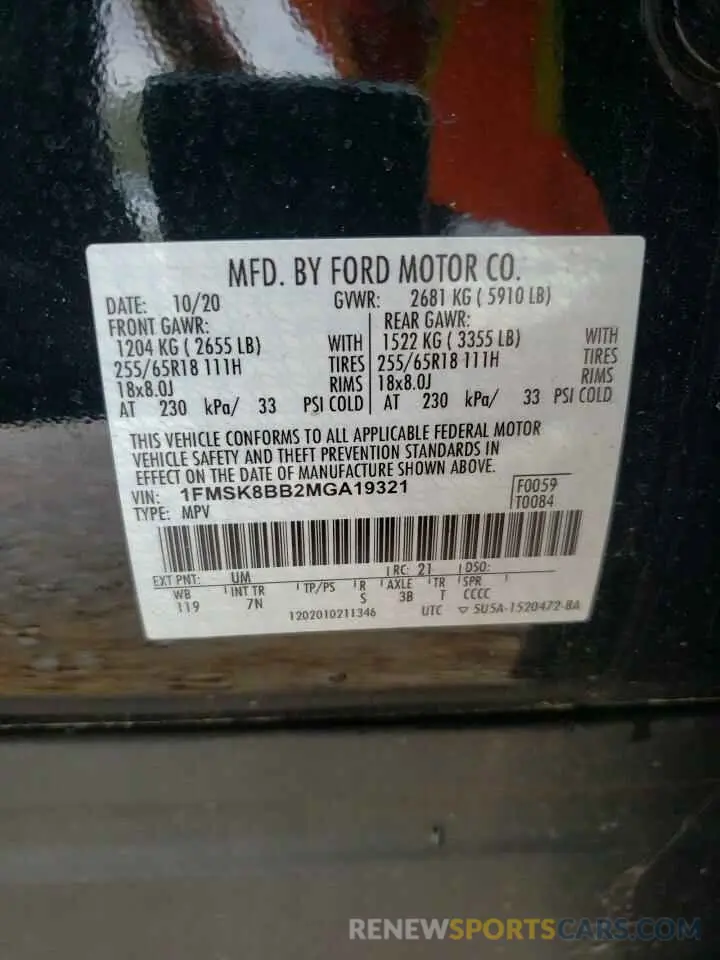 MFD. BY FORD MOTOR CO.
DATE: 10/20 GVWR: 2681 KG ( 5910 LB)
FRONT GAWR: REAR GAWR:
1204 KG ( 2655 LB) WITH 1522 KG ( 3355 LB) WITH
255/65R18 111H TIRES 255/65R18 111H TIRES
18x8.0J RIMS 18x8.0J RIMS
AT 230 kPa/ 33 PSI COLD AT 230 kPa/ 33 PSI COLD
THIS VEHICLE CONFORMS TO ALL APPLICABLE FEDERAL MOTOR
VEHICLE SAFETY AND THEFT PREVENTION STANDARDS IN
EFFECT ON THE DATE OF MANUFACTURE SHOWN ABOVE.
VIN: 1FMSK8BB2MGA19321 F0059
TYPE: MPV T0084
EXT PNT: UM RC: 21 DSO:
WB INT TR TP/PS R AXLE TR SPR
119 7N S 3B T CCCC
1202010211346 UTC ▽ 5U5A-1520472-BA
RENEWSPORTSCARS.COM